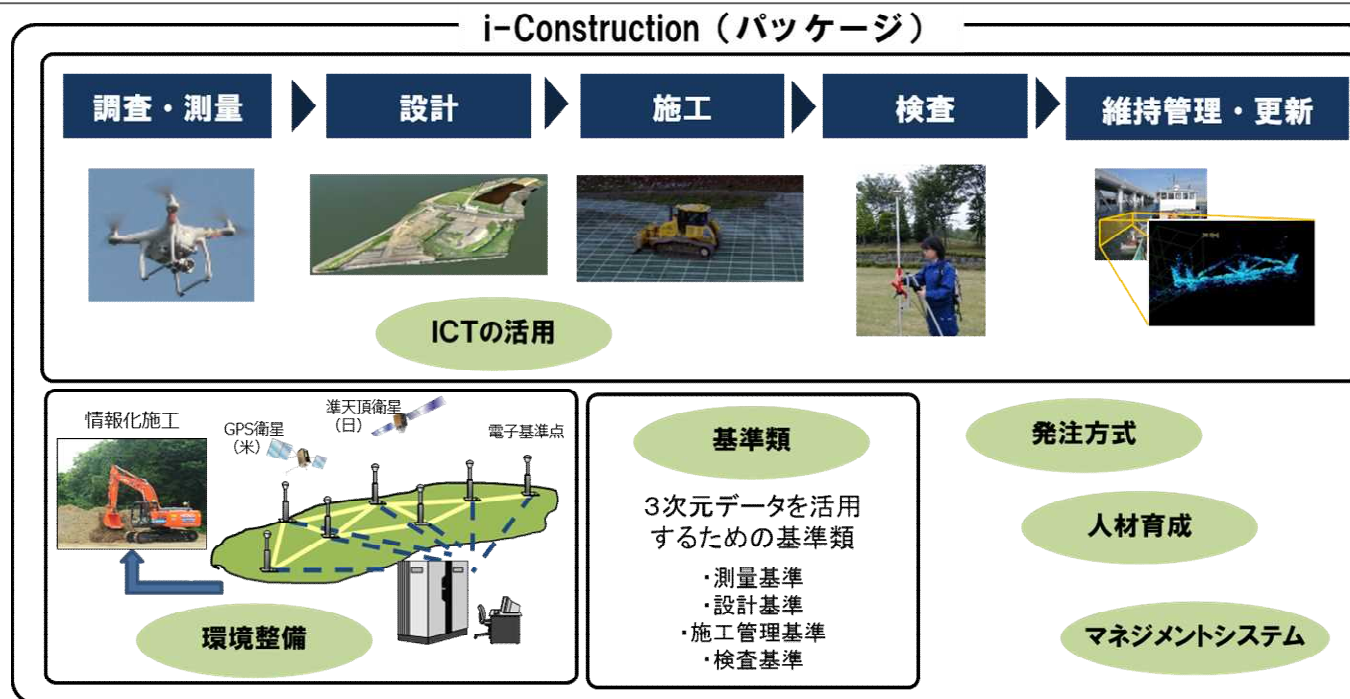 i-Construction（パッケージ）
調査・測量
設計
施工
検査
維持管理・更新
ICTの活用
情報化施工
GPS衛星
（米）
準天頂衛星
（日）
電子基準点
環境整備
基準類
３次元データを活用
するための基準類
・測量基準
・設計基準
・施工管理基準
・検査基準
発注方式
人材育成
マネジメントシステム